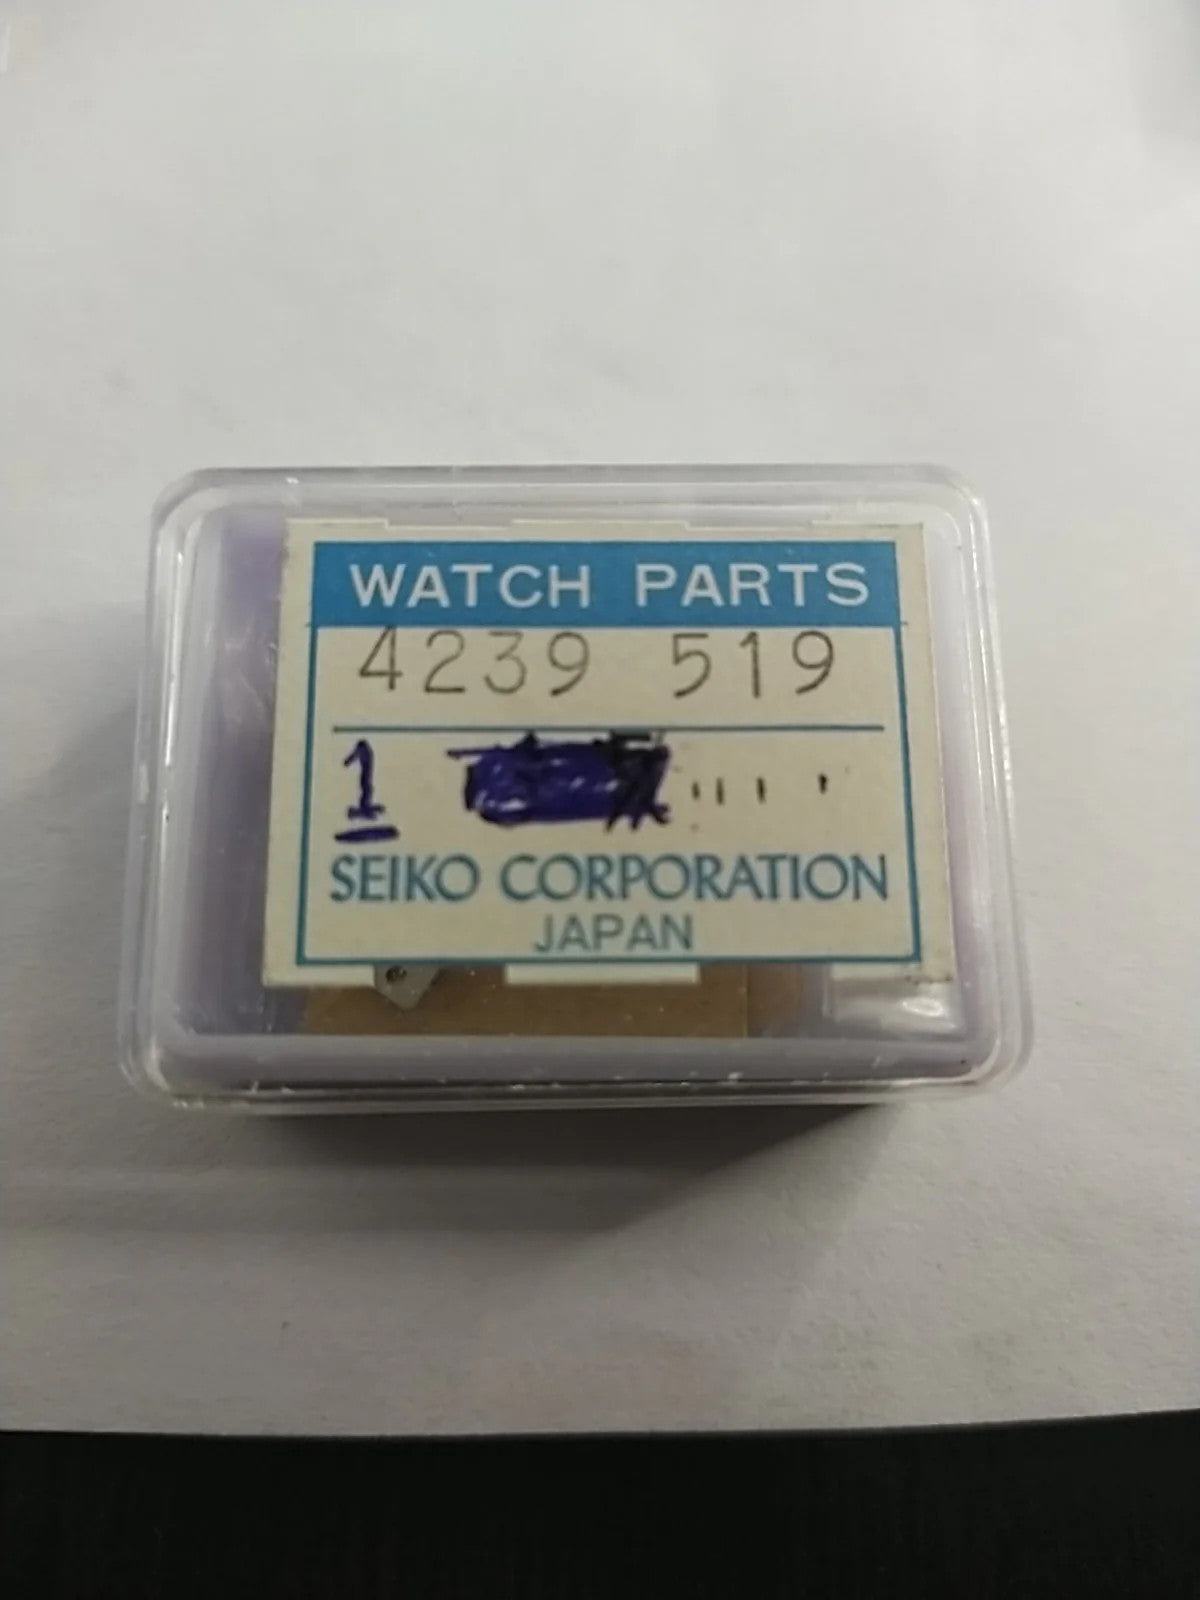 WATCH PARTS
4239 519
1
SEIKO CORPORATION
JAPAN